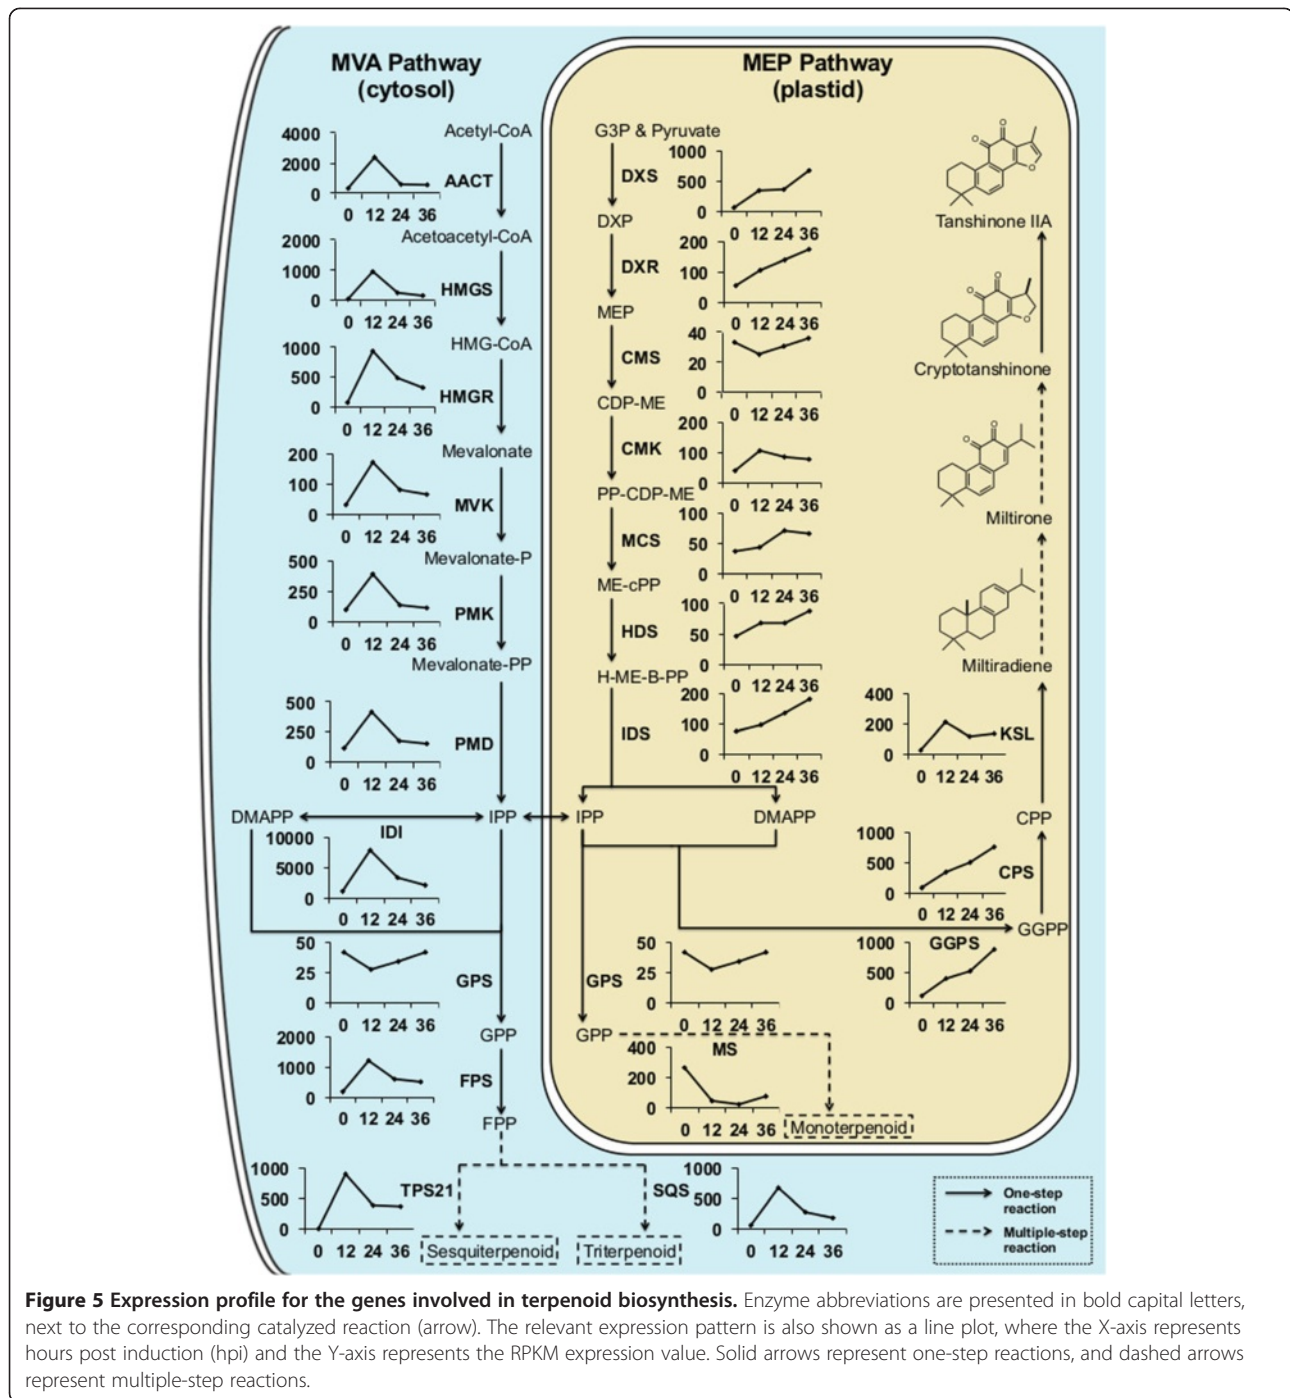 MVA Pathway
(cytosol)
Acetyl-CoA
4000
2000
0
AACT
0 12 24 36
Acetoacetyl-CoA
2000
1000
0
HMGS
0 12 24 36
HMG-CoA
1000
500
0
HMGR
0 12 24 36
Mevalonate
200
100
0
MVK
0 12 24 36
Mevalonate-P
500
250
0
PMK
0 12 24 36
Mevalonate-PP
500
250
0
PMD
0 12 24 36
DMAPP
IPP
IDI
10000
5000
0
0 12 24 36
50
25
0
GPS
0 12 24 36
GPP
2000
1000
0
FPS
0 12 24 36
FPP
1000
500
0
TPS21
0 12 24 36
Sesquiterpenoid
Triterpenoid
SQS
1000
500
0
0 12 24 36
MEP Pathway
(plastid)
G3P & Pyruvate
DXS
1000
500
0
0 12 24 36
DXP
DXR
200
100
0
0 12 24 36
MEP
CMS
40
20
0
0 12 24 36
CDP-ME
CMK
200
100
0
0 12 24 36
PP-CDP-ME
MCS
100
50
0
0 12 24 36
ME-cPP
HDS
100
50
0
0 12 24 36
H-ME-B-PP
IDS
200
100
0
0 12 24 36
IPP
DMAPP
GPS
50
25
0
0 12 24 36
GPP
MS
400
200
0
0 12 24 36
Monoterpenoid
O
O
O
Tanshinone IIA
O
O
O
Cryptotanshinone
O
O
Miltirone
Miltiradiene
400
200
0
KSL
0 12 24 36
CPP
1000
500
0
CPS
0 12 24 36
GGPP
GGPS
1000
500
0
0 12 24 36
One-step
reaction
Multiple-step
reaction
Figure 5 Expression profile for the genes involved in terpenoid biosynthesis. Enzyme abbreviations are presented in bold capital letters,
next to the corresponding catalyzed reaction (arrow). The relevant expression pattern is also shown as a line plot, where the X-axis represents
hours post induction (hpi) and the Y-axis represents the RPKM expression value. Solid arrows represent one-step reactions, and dashed arrows
represent multiple-step reactions.